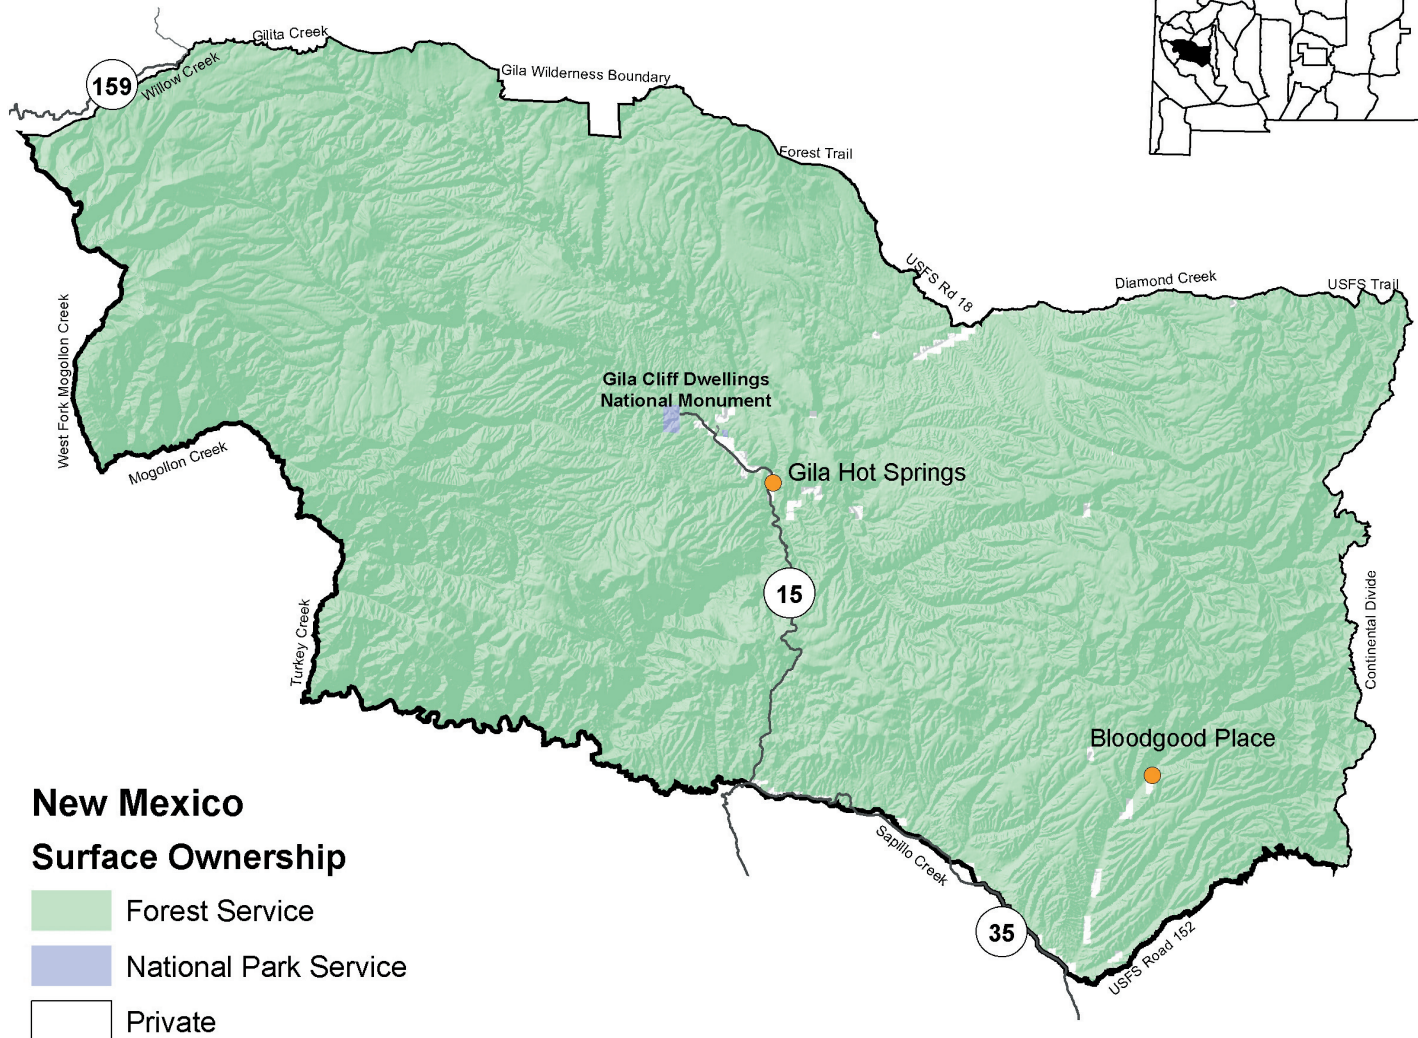 Gilita Creek
159
Willow Creek
Gila Wilderness Boundary
Forest Trail
USFS Rd 18
Diamond Creek
USFS Trail
West Fork Mogollon Creek
Gila Cliff Dwellings
National Monument
Mogollon Creek
Gila Hot Springs
15
Turkey Creek
Continental Divide
Bloodgood Place
Sapillo Creek
35
USFS Road 152
New Mexico
Surface Ownership
Forest Service
National Park Service
Private